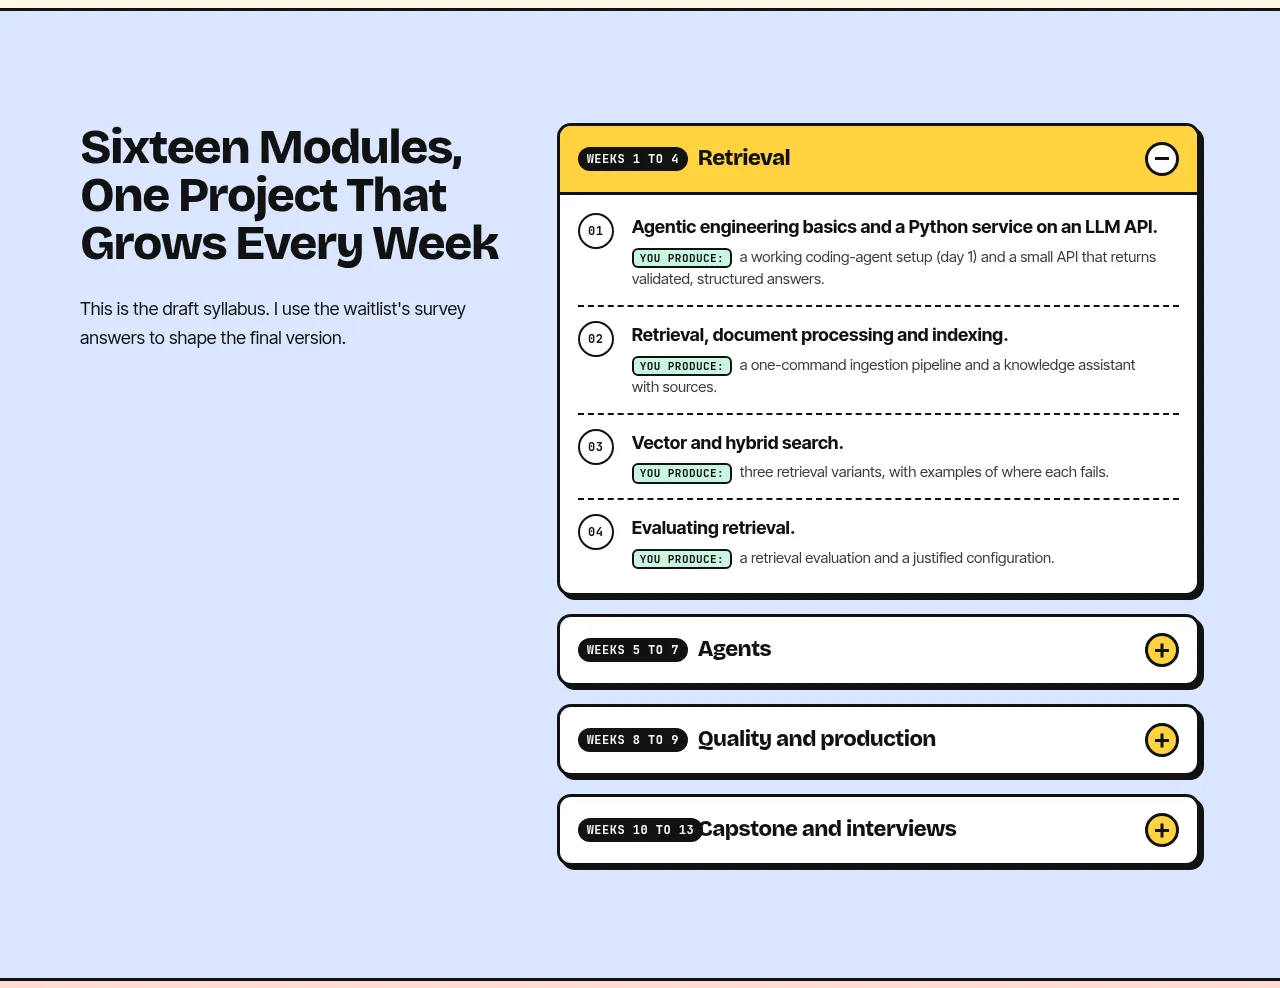 Sixteen Modules,
One Project That
Grows Every Week
This is the draft syllabus. I use the waitlist's survey
answers to shape the final version.
WEEKS 1 TO 4 Retrieval
01 Agentic engineering basics and a Python service on an LLM API.
YOU PRODUCE: a working coding-agent setup (day 1) and a small API that returns
validated, structured answers.
02 Retrieval, document processing and indexing.
YOU PRODUCE: a one-command ingestion pipeline and a knowledge assistant
with sources.
03 Vector and hybrid search.
YOU PRODUCE: three retrieval variants, with examples of where each fails.
04 Evaluating retrieval.
YOU PRODUCE: a retrieval evaluation and a justified configuration.
WEEKS 5 TO 7 Agents
WEEKS 8 TO 9 Quality and production
WEEKS 10 TO 13 Capstone and interviews